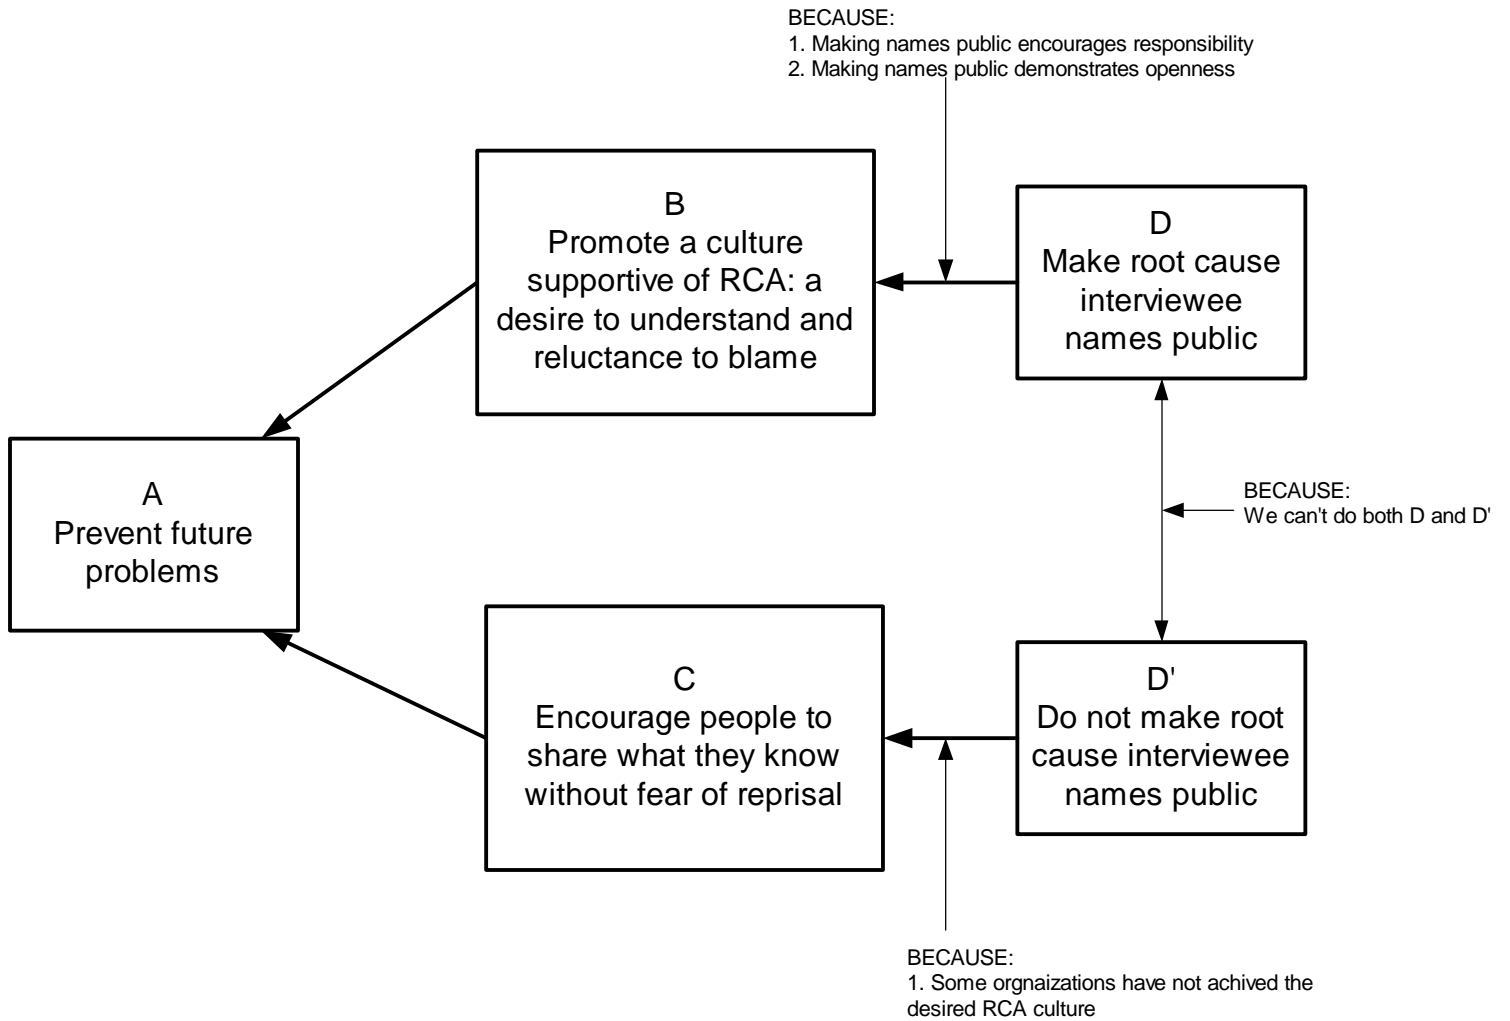 BECAUSE:
1. Making names public encourages responsibility
2. Making names public demonstrates openness
B
Promote a culture
supportive of RCA: a
desire to understand and
reluctance to blame
D
Make root cause
interviewee
names public
A
Prevent future
problems
BECAUSE:
We can't do both D and D'
C
Encourage people to
share what they know
without fear of reprisal
D'
Do not make root
cause interviewee
names public
BECAUSE:
1. Some orgnaizations have not achived the
desired RCA culture